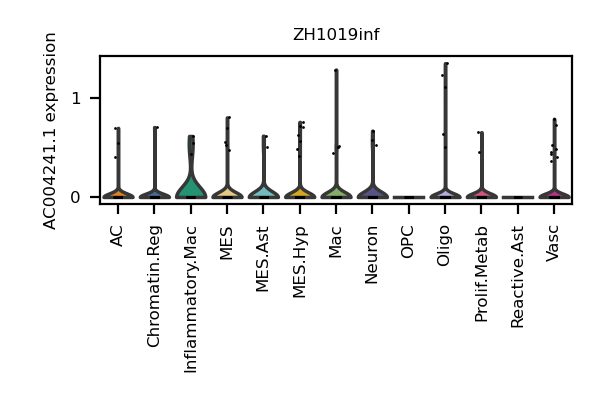 ZH1019inf
AC004241.1 expression
1
0
AC
Chromatin.Reg
Inflammatory.Mac
MES
MES.Ast
MES.Hyp
Mac
Neuron
OPC
Oligo
Prolif.Metab
Reactive.Ast
Vasc